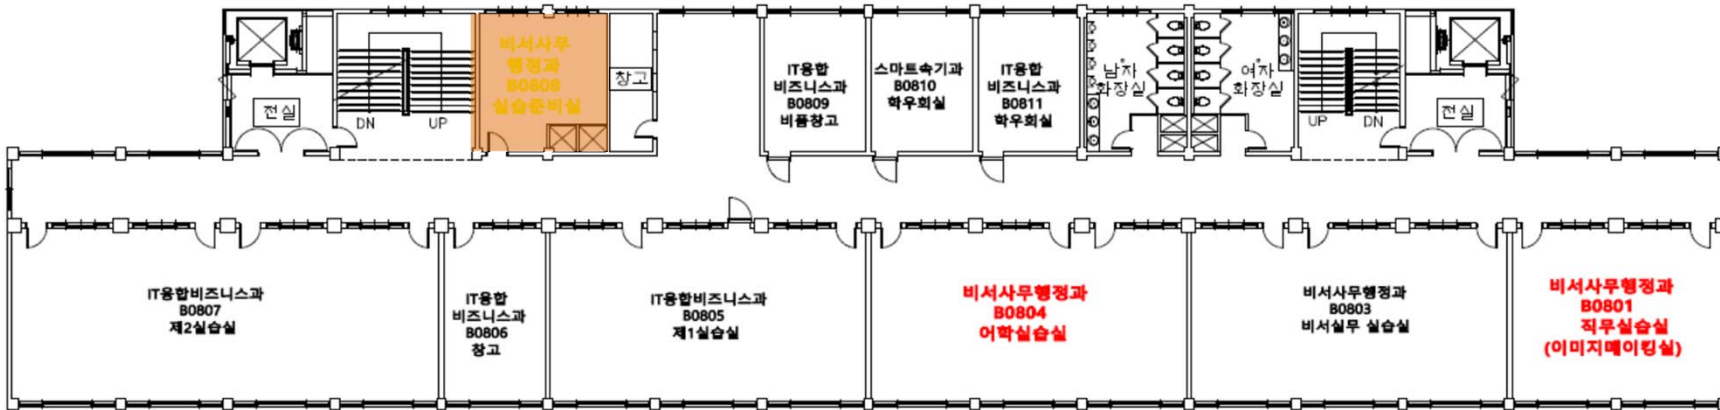 비서사무
행정과
B0808
실습준비실
창고
IT융합
비즈니스과
B0809
비품창고
스마트속기과
B0810
학우회실
IT융합
비즈니스과
B0811
학우회실
남자
화장실
여자
화장실
전실
DN
UP
UP
DN
전실
IT융합비즈니스과
B0807
제2실습실
IT융합
비즈니스과
B0806
창고
IT융합비즈니스과
B0805
제1실습실
비서사무행정과
B0804
어학실습실
비서사무행정과
B0803
비서실무 실습실
비서사무행정과
B0801
직무실습실
(이미지메이킹실)